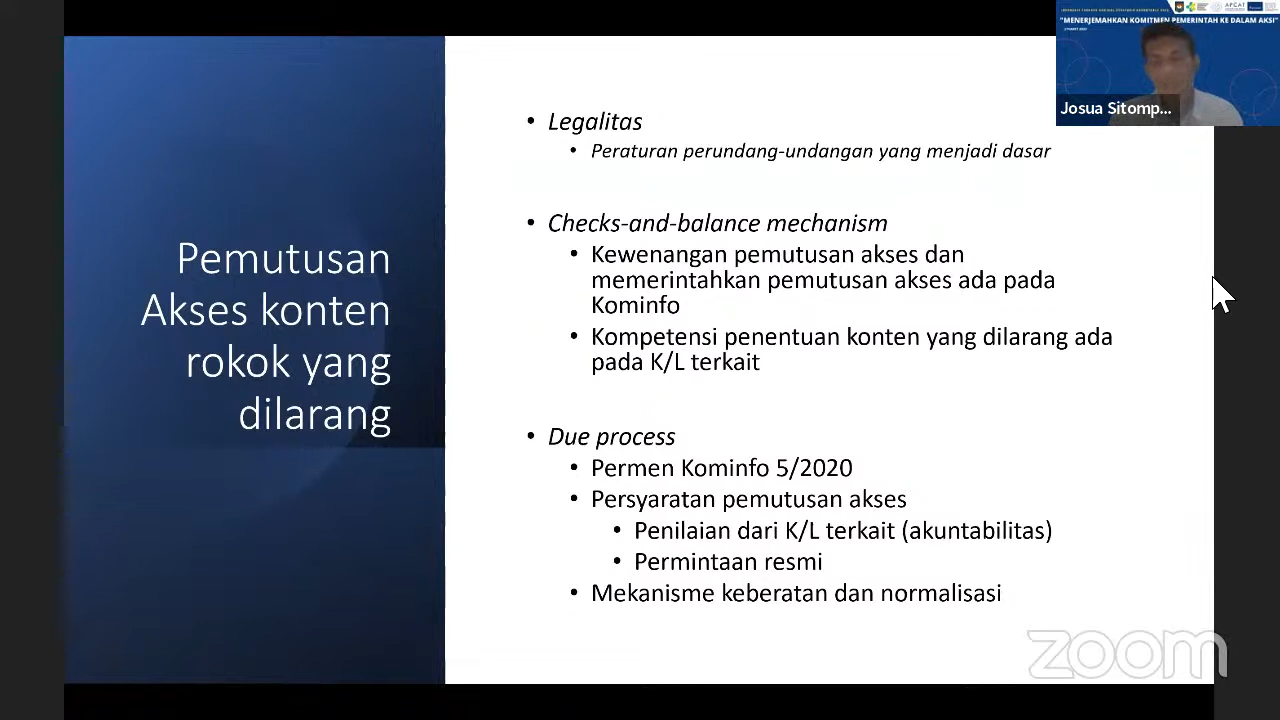 APCAT
"MENERJEMAHKAN KOMITMEN PEMERINTAH KE DALAM AKSI"
Josua Sitomp...
Pemutusan
Akses konten
rokok yang
dilarang
• Legalitas
• Peraturan perundang-undangan yang menjadi dasar
• Checks-and-balance mechanism
• Kewenangan pemutusan akses dan
memerintahkan pemutusan akses ada pada
Kominfo
• Kompetensi penentuan konten yang dilarang ada
pada K/L terkait
• Due process
• Permen Kominfo 5/2020
• Persyaratan pemutusan akses
• Penilaian dari K/L terkait (akuntabilitas)
• Permintaan resmi
• Mekanisme keberatan dan normalisasi
zoom